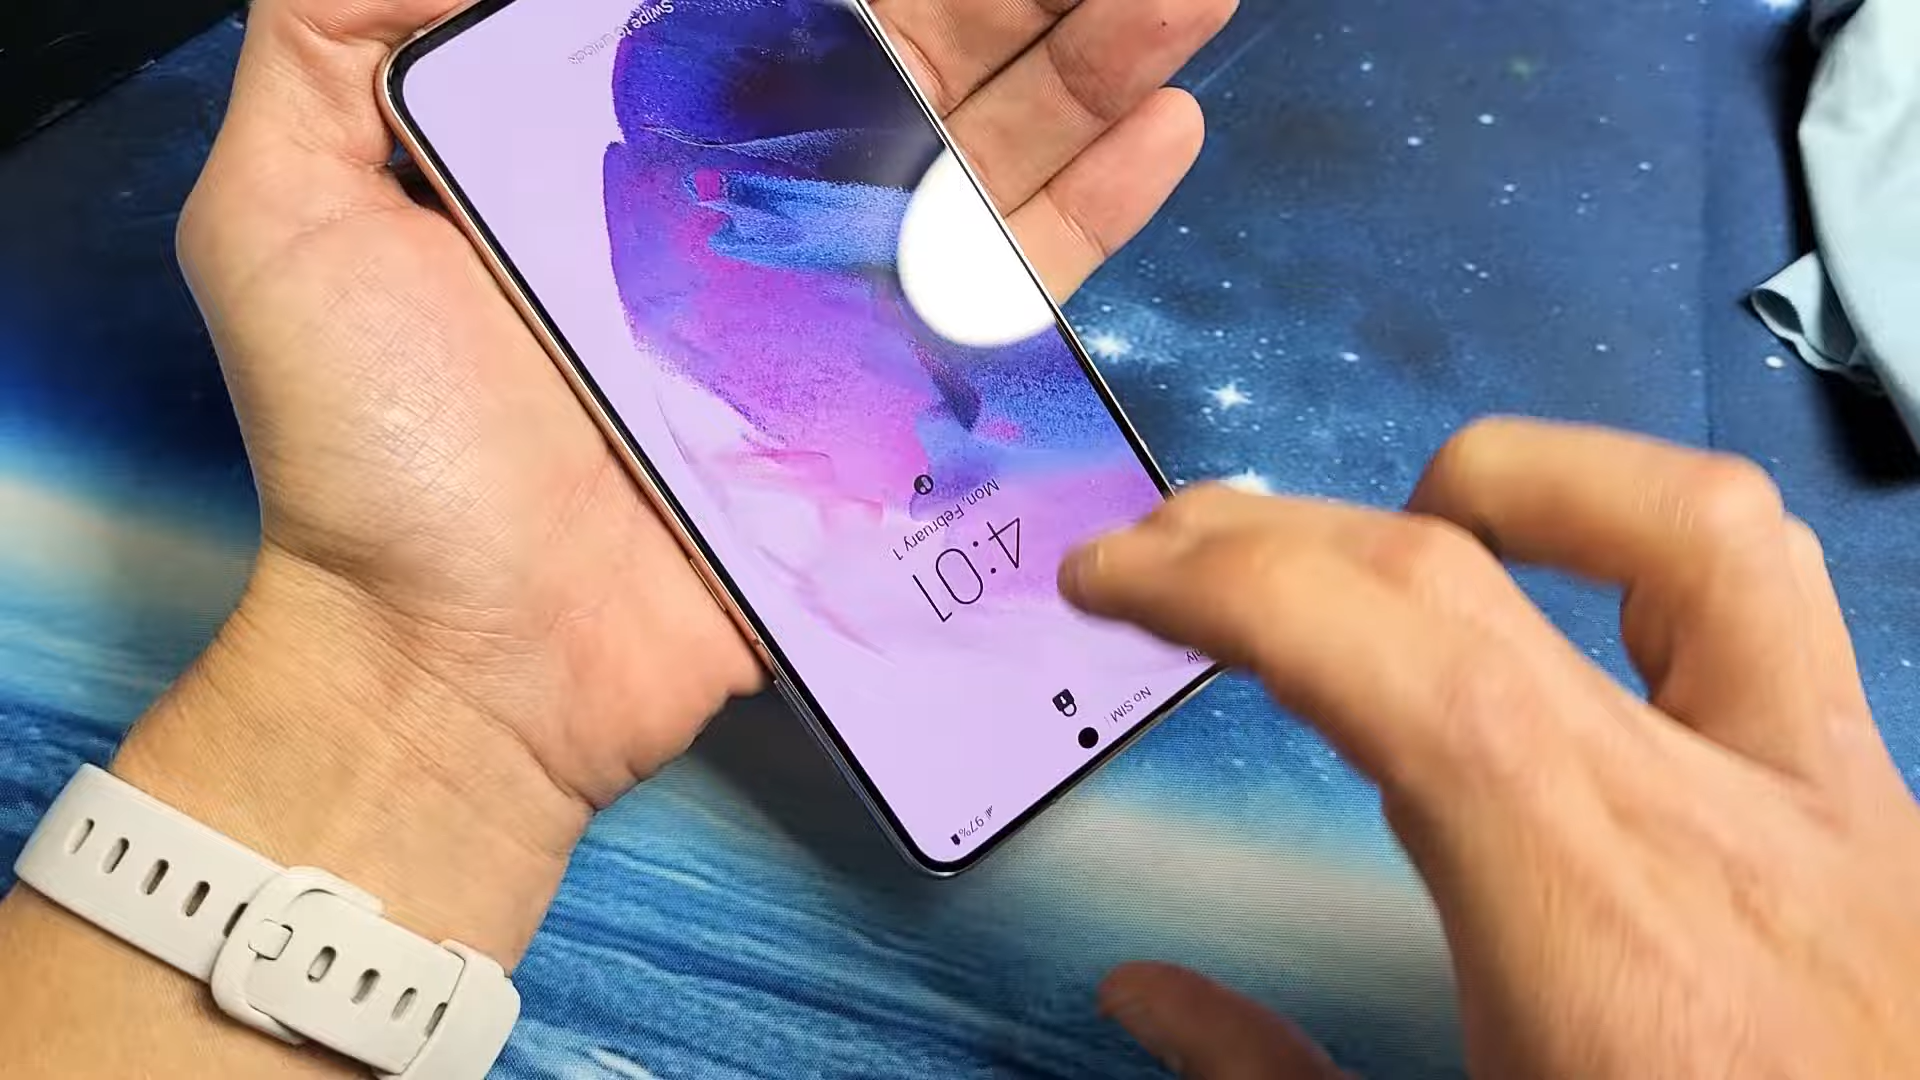 No SIM
97%
4:01
Mon, February 1
Swipe to unlock